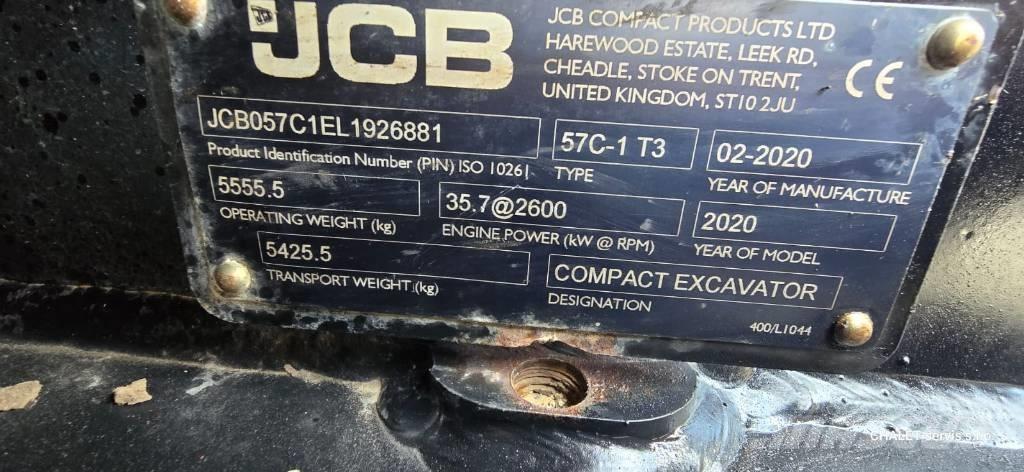 JCB
JCB COMPACT PRODUCTS LTD
HAREWOOD ESTATE, LEEK RD,
CHEADLE, STOKE ON TRENT,
UNITED KINGDOM, ST10 2JU
CE
JCB057C1EL1926881
Product Identification Number (PIN) ISO 10261
57C-1 T3
TYPE
02-2020
YEAR OF MANUFACTURE
5555.5
OPERATING WEIGHT (kg)
35.7@2600
ENGINE POWER (kW @ RPM)
2020
YEAR OF MODEL
5425.5
TRANSPORT WEIGHT (kg)
COMPACT EXCAVATOR
DESIGNATION
400/L1044